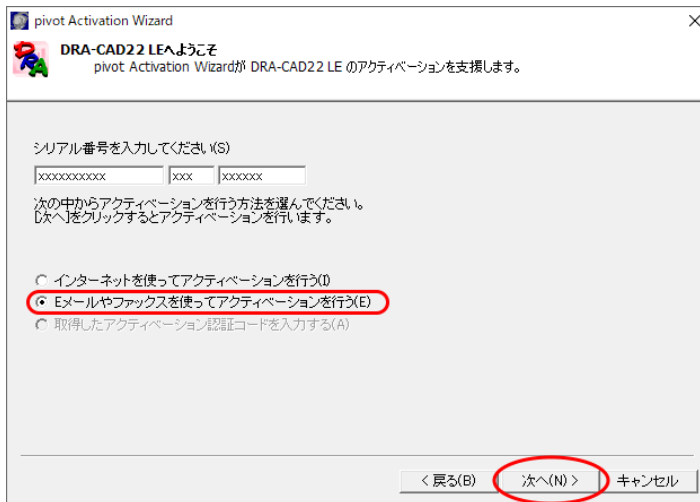 pivot Activation Wizard
DRA-CAD22 LEへようこそ
pivot Activation Wizardが DRA-CAD22 LE のアクティベーションを支援します。
シリアル番号を入力してください(S)
xxxxxxxxxx xxx xxxxxx
次の中からアクティベーションを行う方法を選んでください。
[次へ]をクリックするとアクティベーションを行います。
インターネットを使ってアクティベーションを行う(I)
Eメールやファックスを使ってアクティベーションを行う(E)
取得したアクティベーション認証コードを入力する(A)
< 戻る(B) 次へ(N) > キャンセル